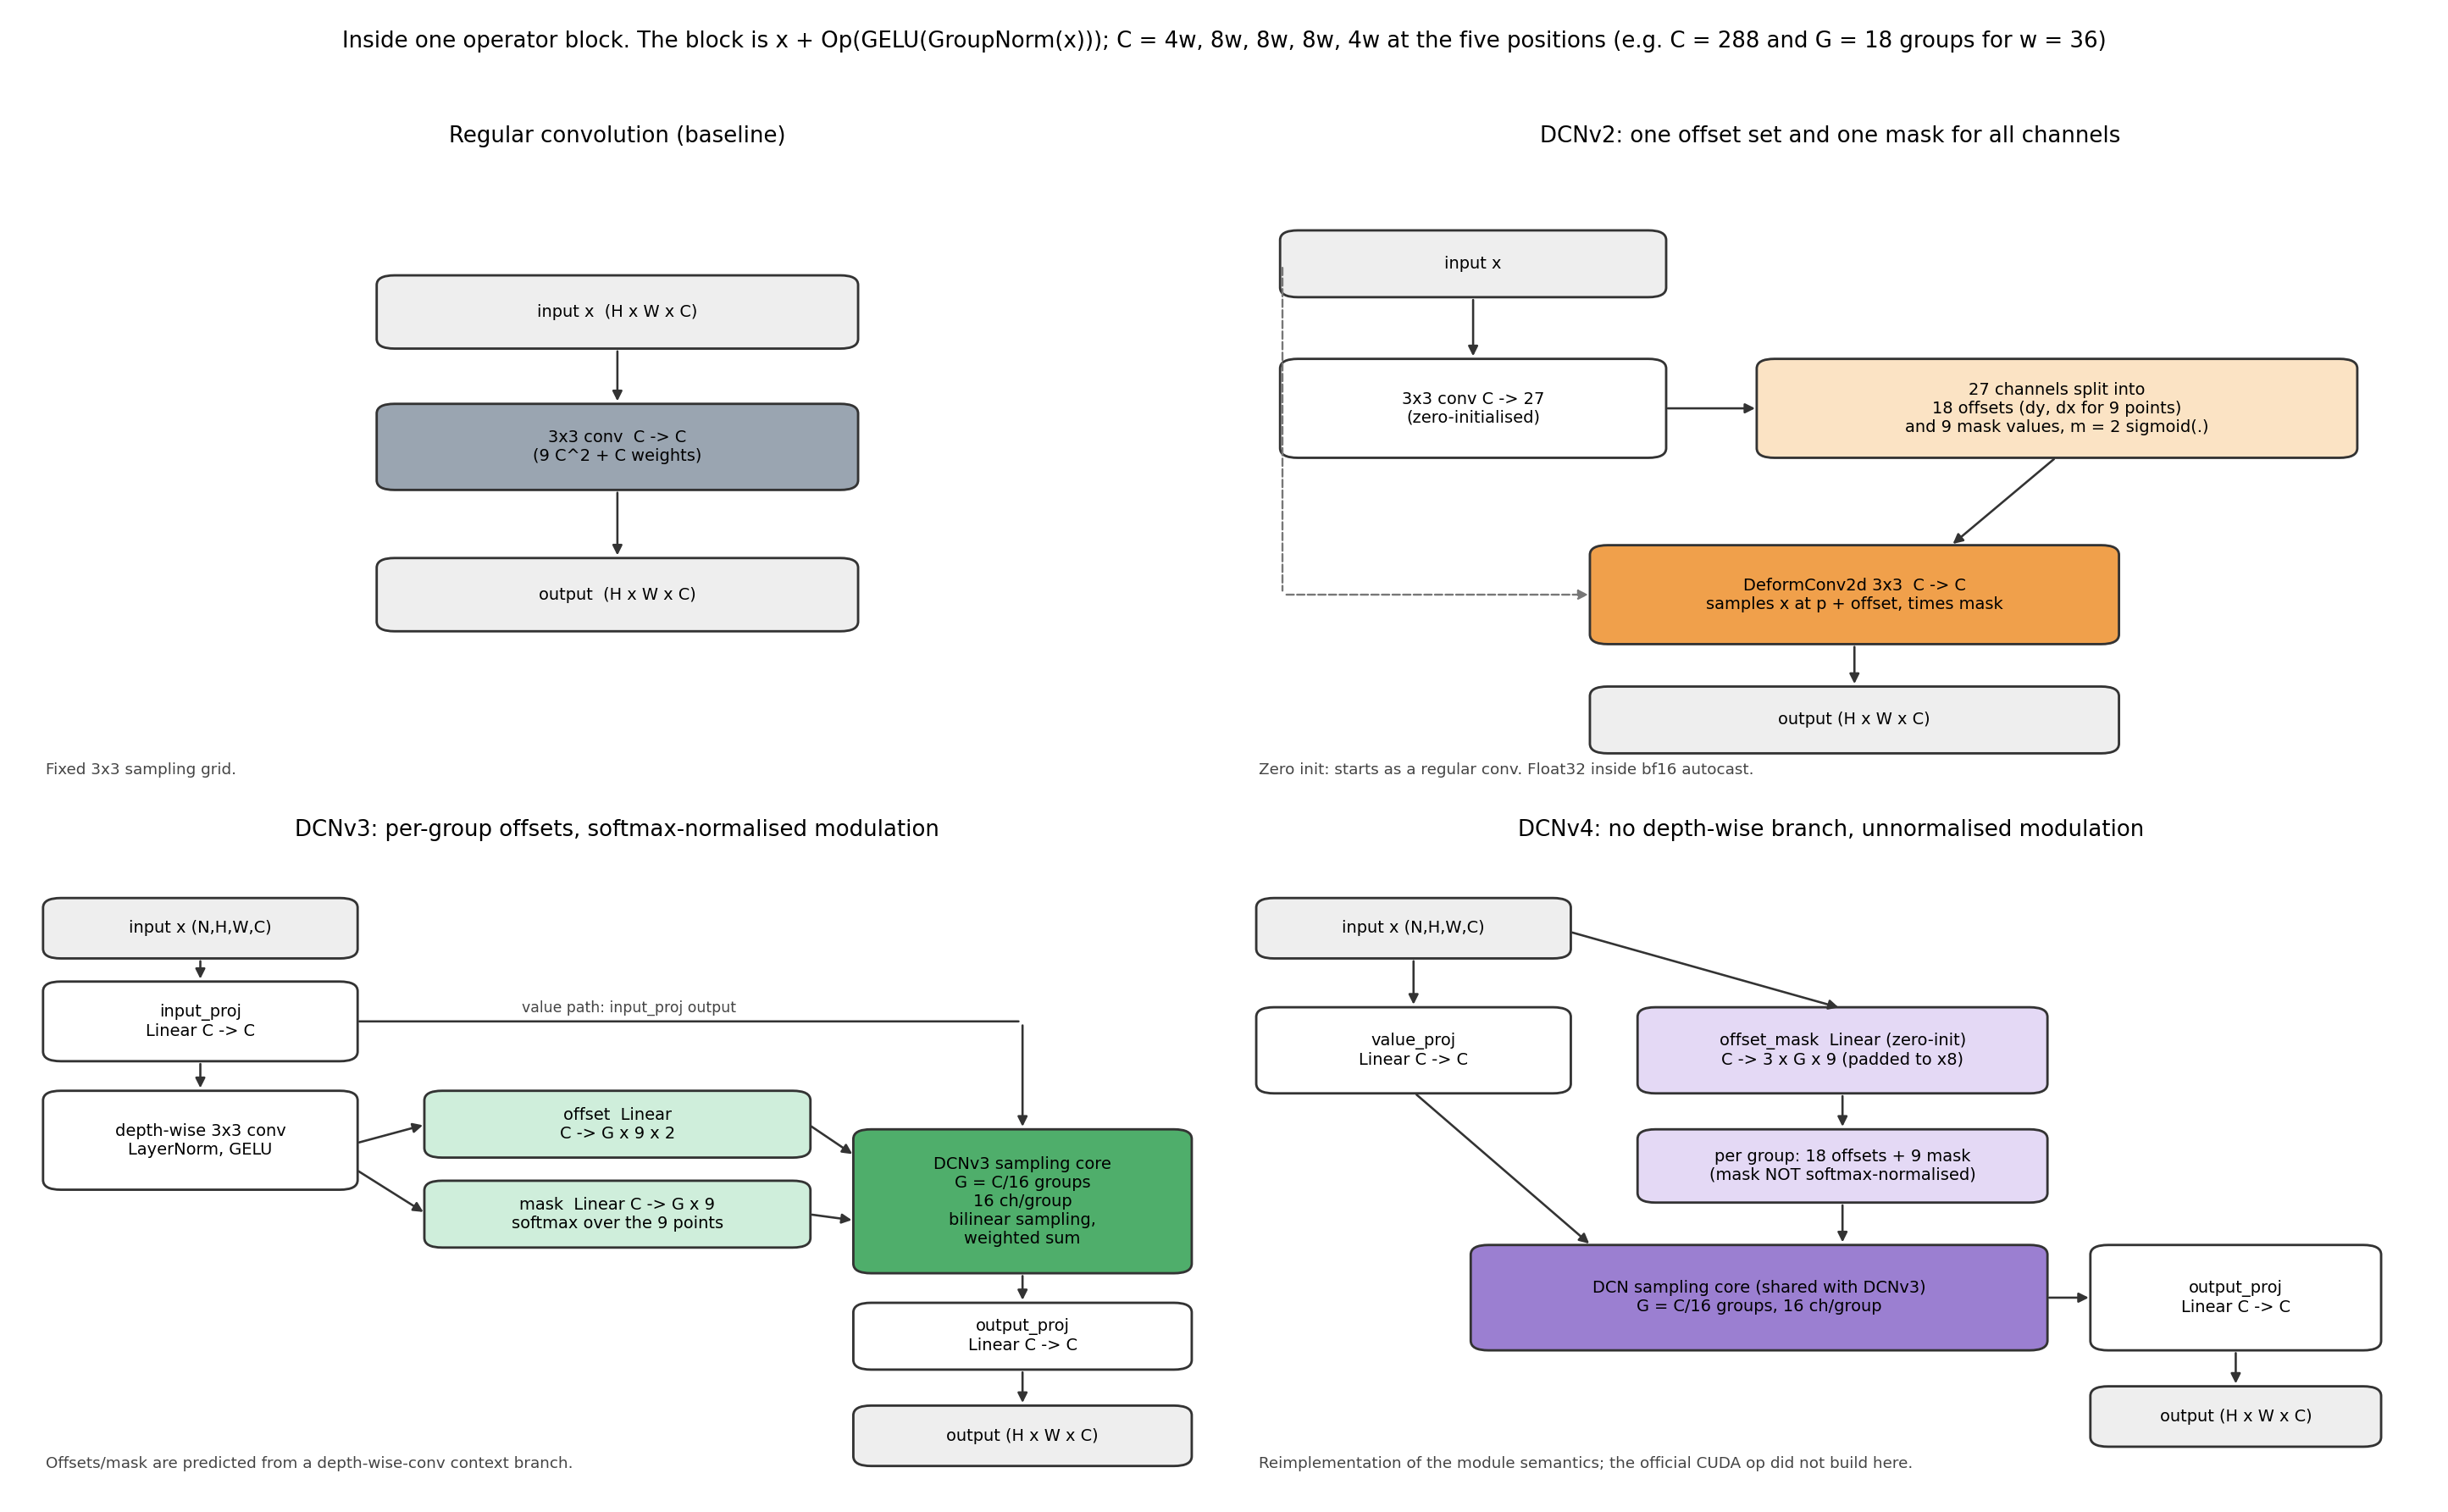 Inside one operator block. The block is x + Op(GELU(GroupNorm(x))); C = 4w, 8w, 8w, 8w, 4w at the five positions (e.g. C = 288 and G = 18 groups for w = 36)
Regular convolution (baseline)
input x  (H x W x C)
3x3 conv  C -> C
(9 C^2 + C weights)
output  (H x W x C)
Fixed 3x3 sampling grid.
DCNv2: one offset set and one mask for all channels
input x
3x3 conv C -> 27
(zero-initialised)
27 channels split into
18 offsets (dy, dx for 9 points)
and 9 mask values, m = 2 sigmoid(.)
DeformConv2d 3x3  C -> C
samples x at p + offset, times mask
output (H x W x C)
Zero init: starts as a regular conv. Float32 inside bf16 autocast.
DCNv3: per-group offsets, softmax-normalised modulation
input x (N,H,W,C)
input_proj
Linear C -> C
value path: input_proj output
depth-wise 3x3 conv
LayerNorm, GELU
offset  Linear
C -> G x 9 x 2
mask  Linear C -> G x 9
softmax over the 9 points
DCNv3 sampling core
G = C/16 groups
16 ch/group
bilinear sampling,
weighted sum
output_proj
Linear C -> C
output (H x W x C)
Offsets/mask are predicted from a depth-wise-conv context branch.
DCNv4: no depth-wise branch, unnormalised modulation
input x (N,H,W,C)
value_proj
Linear C -> C
offset_mask  Linear (zero-init)
C -> 3 x G x 9 (padded to x8)
per group: 18 offsets + 9 mask
(mask NOT softmax-normalised)
DCN sampling core (shared with DCNv3)
G = C/16 groups, 16 ch/group
output_proj
Linear C -> C
output (H x W x C)
Reimplementation of the module semantics; the official CUDA op did not build here.